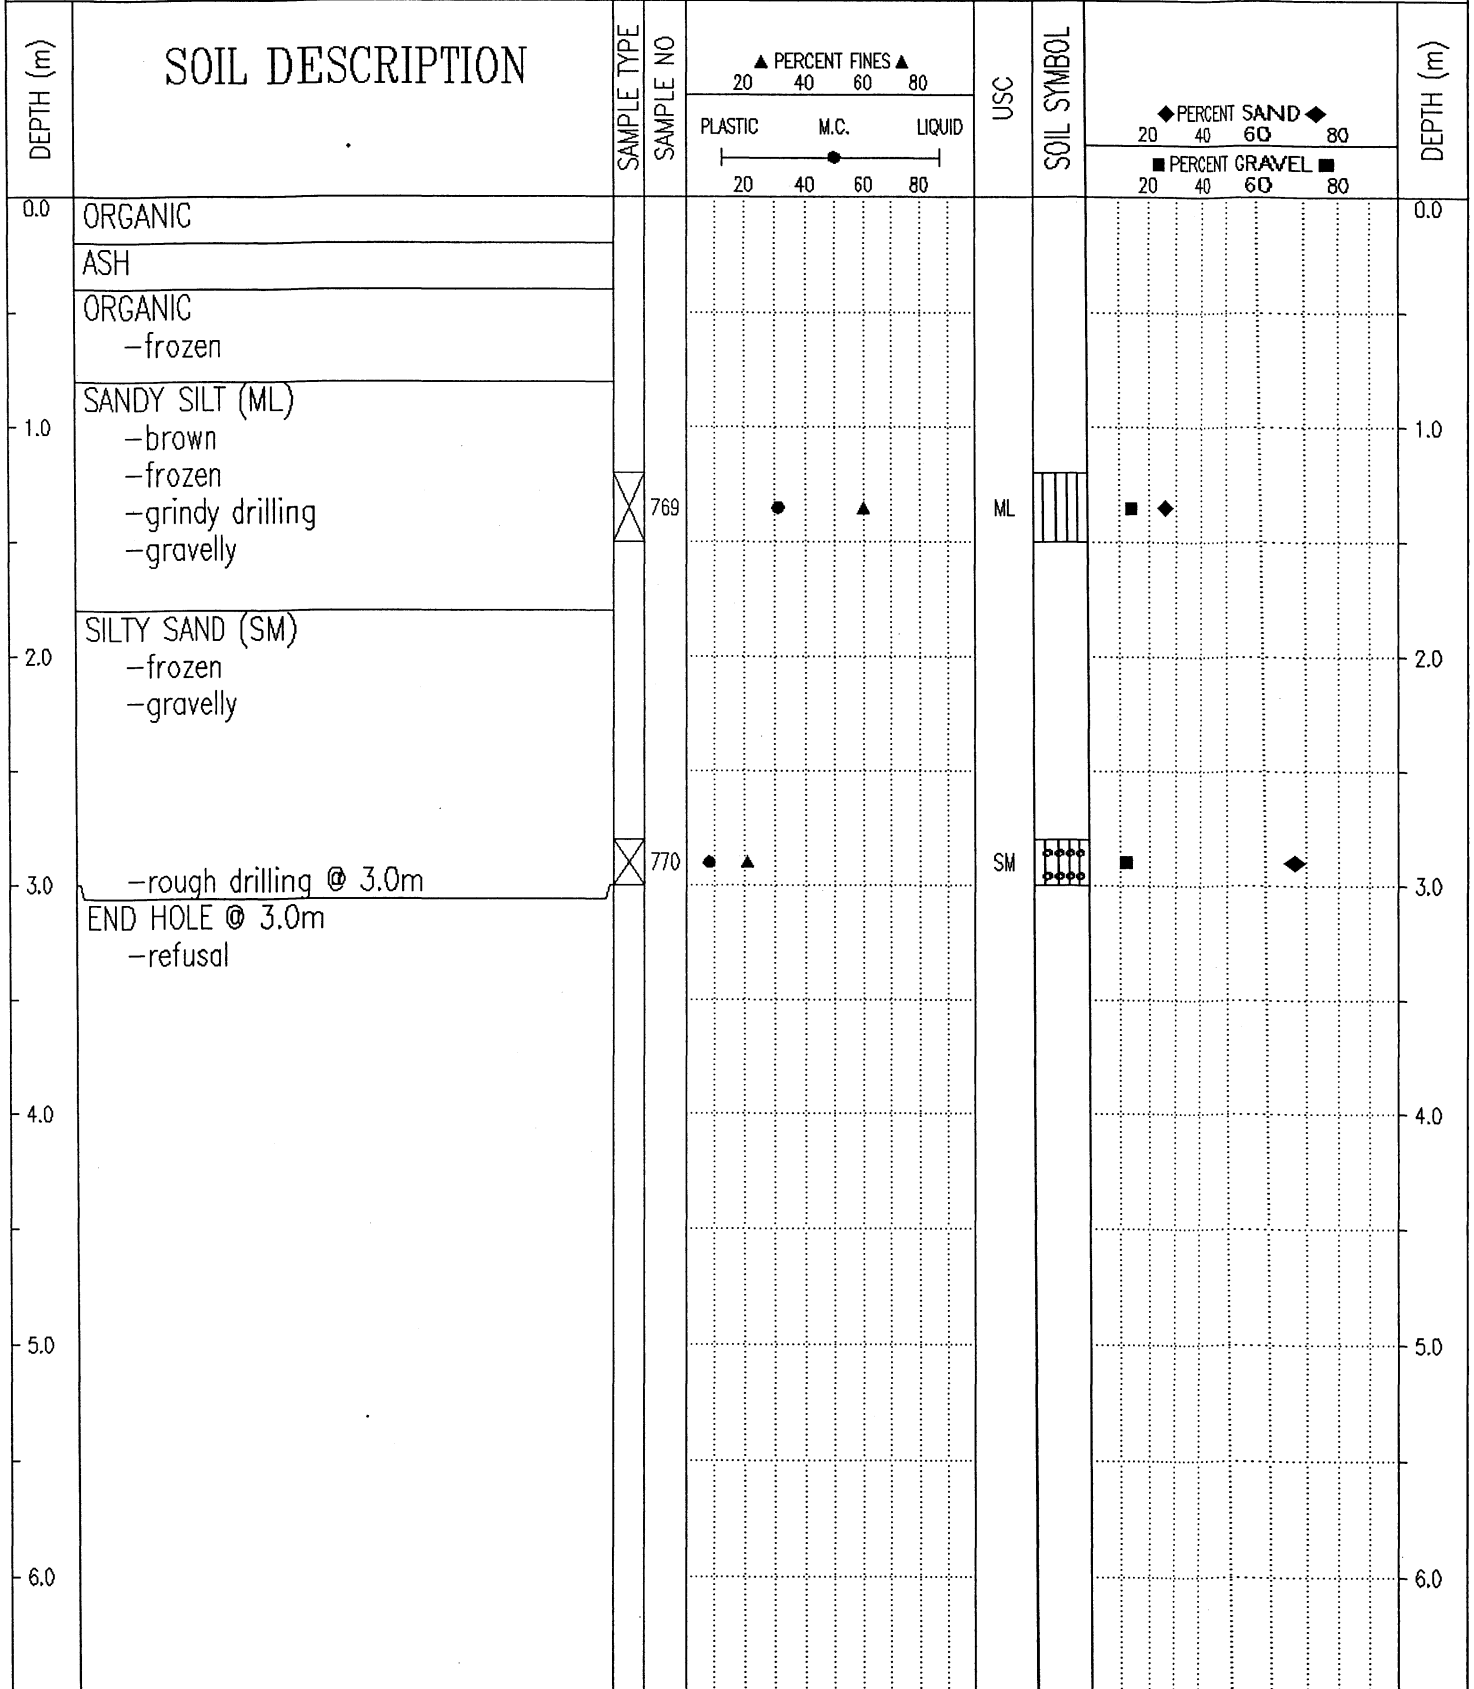 DEPTH (m)
SOIL DESCRIPTION
SAMPLE TYPE
SAMPLE NO
▲ PERCENT FINES ▲
20 40 60 80
PLASTIC M.C. LIQUID
20 40 60 80
USC
SOIL SYMBOL
◆ PERCENT SAND ◆
20 40 60 80
■ PERCENT GRAVEL ■
20 40 60 80
DEPTH (m)
0.0 ORGANIC 0.0
ASH
ORGANIC
-frozen
SANDY SILT (ML)
1.0 -brown 1.0
-frozen
-grindy drilling 769 ML
-gravelly
SILTY SAND (SM)
2.0 -frozen 2.0
-gravelly
770 SM
3.0 -rough drilling @ 3.0m 3.0
END HOLE @ 3.0m
-refusal
4.0 4.0
5.0 5.0
6.0 6.0